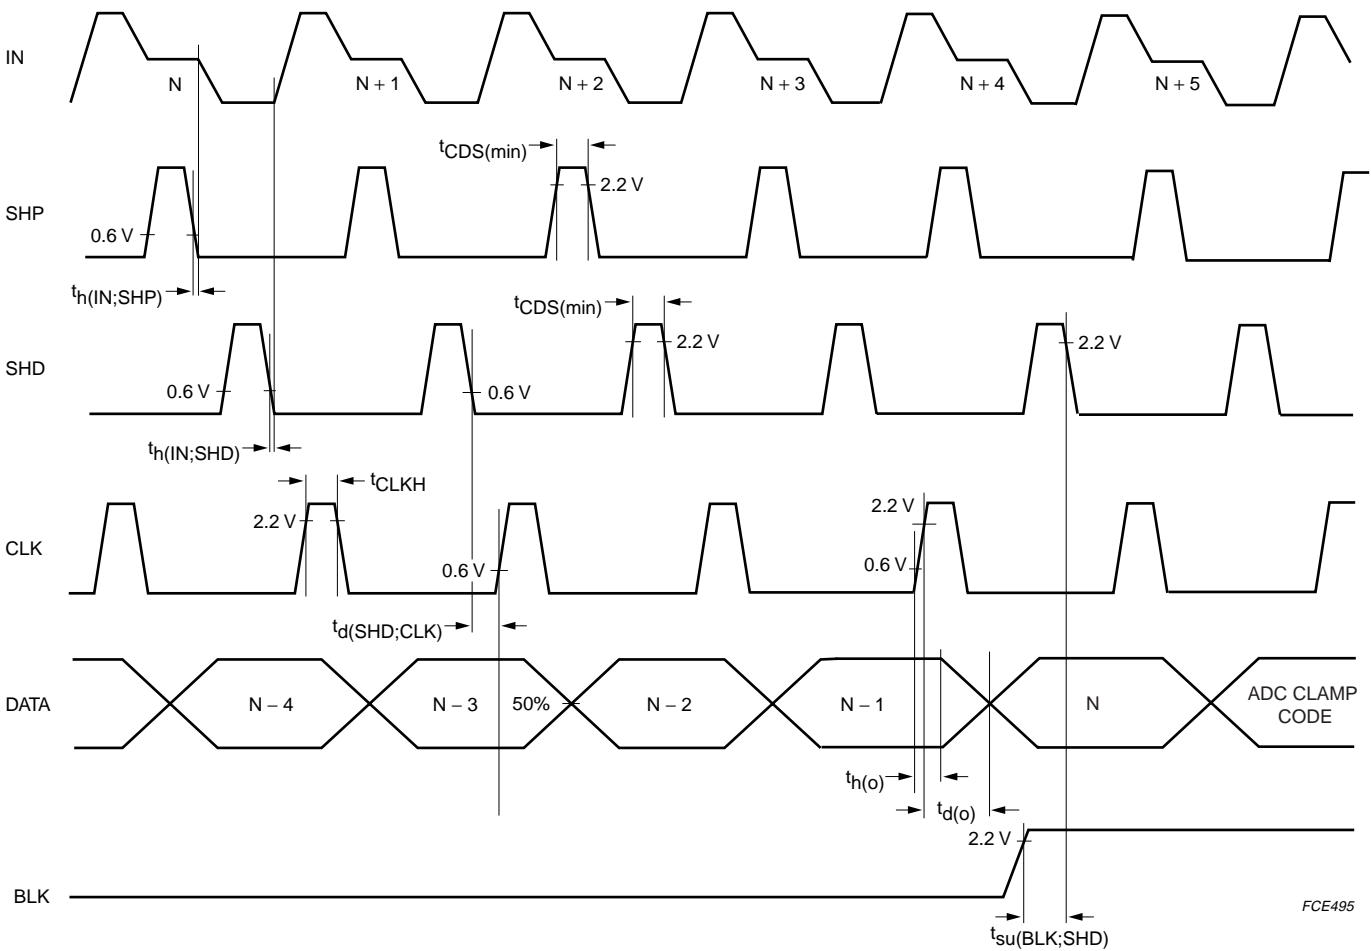 IN
N
N + 1
N + 2
N + 3
N + 4
N + 5
tCDS(min)
2.2 V
SHP
0.6 V
th(IN;SHP)
tCDS(min)
2.2 V
2.2 V
SHD
0.6 V
0.6 V
th(IN;SHD)
tCLKH
2.2 V
2.2 V
CLK
0.6 V
0.6 V
td(SHD;CLK)
DATA
N − 4
N − 3
50%
N − 2
N − 1
N
ADC CLAMP
CODE
th(o)
td(o)
2.2 V
BLK
FCE495
tsu(BLK;SHD)